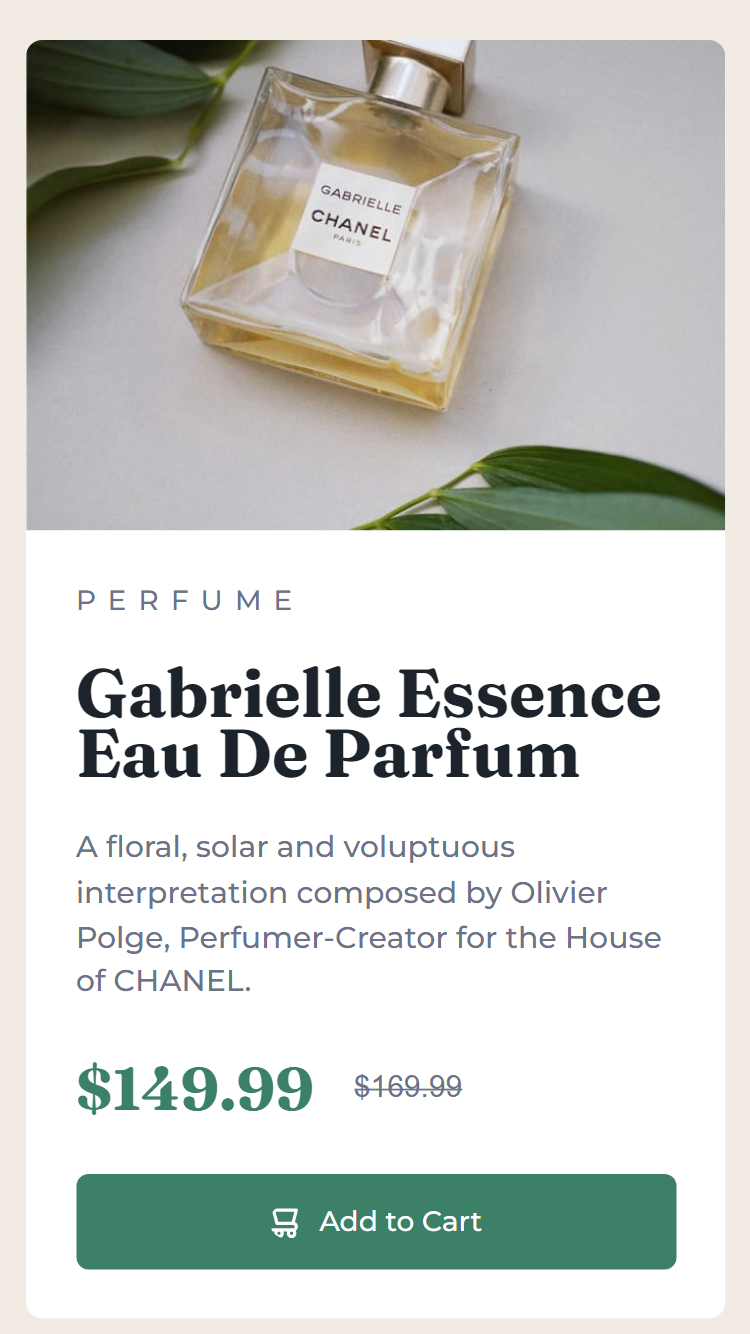 GABRIELLE
CHANEL
PARIS
PERFUME
Gabrielle Essence
Eau De Parfum
A floral, solar and voluptuous
interpretation composed by Olivier
Polge, Perfumer-Creator for the House
of CHANEL.
$149.99 $169.99
Add to Cart